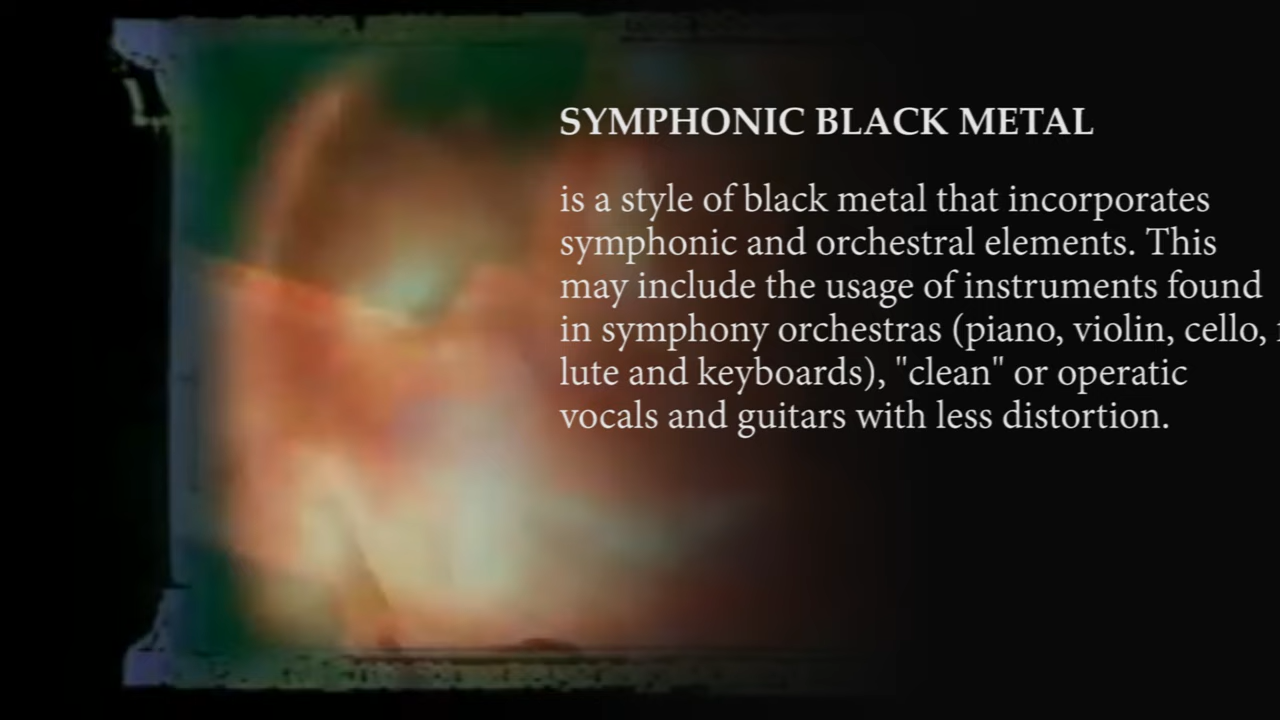 SYMPHONIC BLACK METAL
is a style of black metal that incorporates
symphonic and orchestral elements. This
may include the usage of instruments found
in symphony orchestras (piano, violin, cello,
lute and keyboards), "clean" or operatic
vocals and guitars with less distortion.